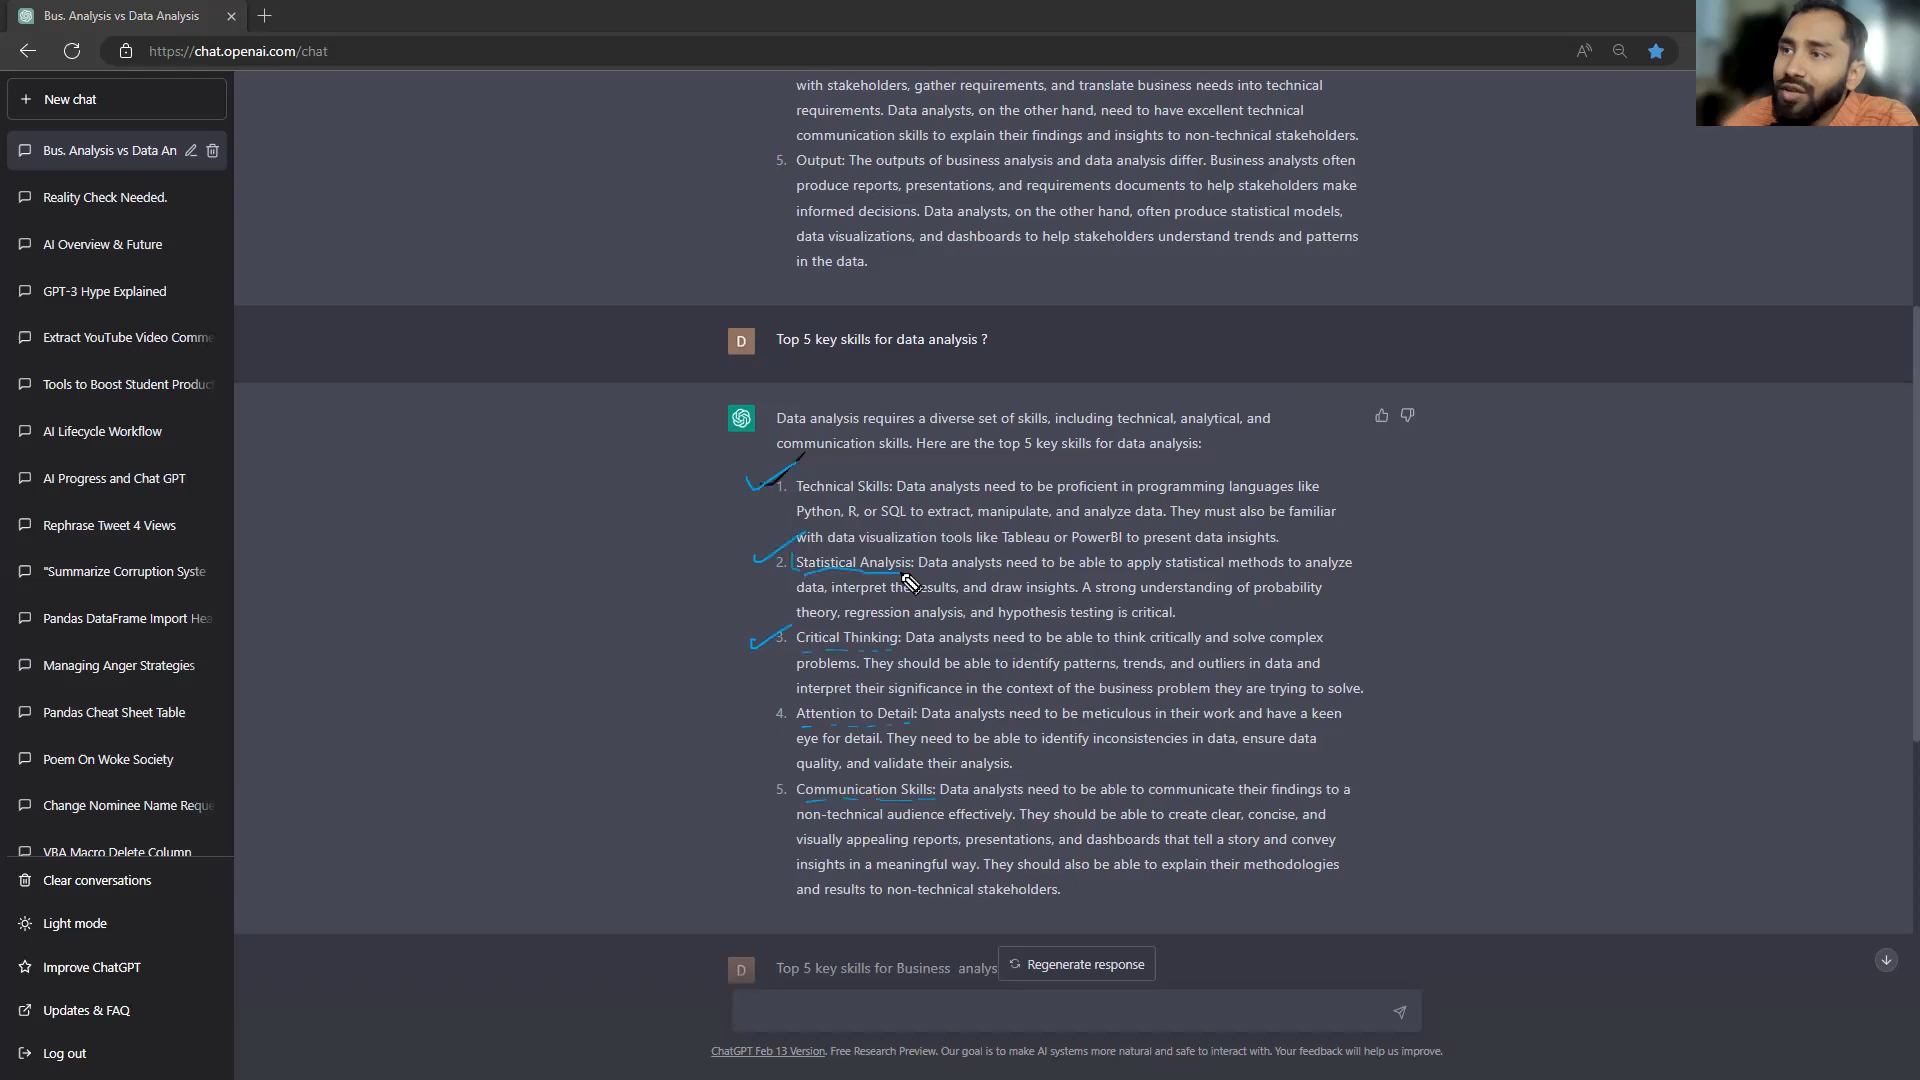 Bus. Analysis vs Data Analysis
https://chat.openai.com/chat
New chat
Bus. Analysis vs Data An
Reality Check Needed.
AI Overview & Future
GPT-3 Hype Explained
Extract YouTube Video Comme
Tools to Boost Student Produc
AI Lifecycle Workflow
AI Progress and Chat GPT
Rephrase Tweet 4 Views
"Summarize Corruption Syste
Pandas DataFrame Import Hea
Managing Anger Strategies
Pandas Cheat Sheet Table
Poem On Woke Society
Change Nominee Name Reque
VBA Macro Delete Column
Clear conversations
Light mode
Improve ChatGPT
Updates & FAQ
Log out
with stakeholders, gather requirements, and translate business needs into technical
requirements. Data analysts, on the other hand, need to have excellent technical
communication skills to explain their findings and insights to non-technical stakeholders.
5. Output: The outputs of business analysis and data analysis differ. Business analysts often
produce reports, presentations, and requirements documents to help stakeholders make
informed decisions. Data analysts, on the other hand, often produce statistical models,
data visualizations, and dashboards to help stakeholders understand trends and patterns
in the data.
D
Top 5 key skills for data analysis ?
Data analysis requires a diverse set of skills, including technical, analytical, and
communication skills. Here are the top 5 key skills for data analysis:
1. Technical Skills: Data analysts need to be proficient in programming languages like
Python, R, or SQL to extract, manipulate, and analyze data. They must also be familiar
with data visualization tools like Tableau or PowerBI to present data insights.
2. Statistical Analysis: Data analysts need to be able to apply statistical methods to analyze
data, interpret the results, and draw insights. A strong understanding of probability
theory, regression analysis, and hypothesis testing is critical.
3. Critical Thinking: Data analysts need to be able to think critically and solve complex
problems. They should be able to identify patterns, trends, and outliers in data and
interpret their significance in the context of the business problem they are trying to solve.
4. Attention to Detail: Data analysts need to be meticulous in their work and have a keen
eye for detail. They need to be able to identify inconsistencies in data, ensure data
quality, and validate their analysis.
5. Communication Skills: Data analysts need to be able to communicate their findings to a
non-technical audience effectively. They should be able to create clear, concise, and
visually appealing reports, presentations, and dashboards that tell a story and convey
insights in a meaningful way. They should also be able to explain their methodologies
and results to non-technical stakeholders.
D
Top 5 key skills for Business analys
Regenerate response
ChatGPT Feb 13 Version. Free Research Preview. Our goal is to make AI systems more natural and safe to interact with. Your feedback will help us improve.